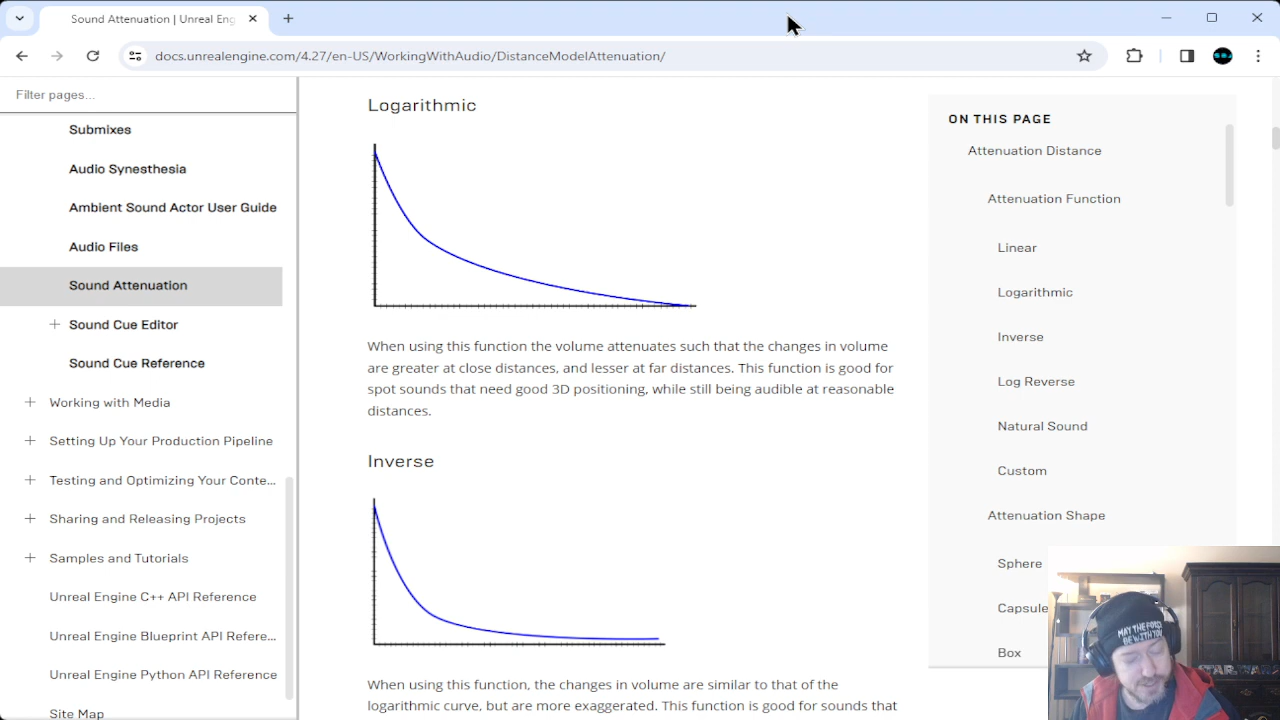 Sound Attenuation | Unreal Eng
docs.unrealengine.com/4.27/en-US/WorkingWithAudio/DistanceModelAttenuation/
Filter pages...
Submixes
Audio Synesthesia
Ambient Sound Actor User Guide
Audio Files
Sound Attenuation
Sound Cue Editor
Sound Cue Reference
Working with Media
Setting Up Your Production Pipeline
Testing and Optimizing Your Conte...
Sharing and Releasing Projects
Samples and Tutorials
Unreal Engine C++ API Reference
Unreal Engine Blueprint API Refere...
Unreal Engine Python API Reference
Site Map
Logarithmic
When using this function the volume attenuates such that the changes in volume
are greater at close distances, and lesser at far distances. This function is good for
spot sounds that need good 3D positioning, while still being audible at reasonable
distances.
Inverse
When using this function, the changes in volume are similar to that of the
logarithmic curve, but are more exaggerated. This function is good for sounds that
ON THIS PAGE
Attenuation Distance
Attenuation Function
Linear
Logarithmic
Inverse
Log Reverse
Natural Sound
Custom
Attenuation Shape
Sphere
Capsule
Box
MAY THE FORCE
BE WITH YOU
STAR WARS